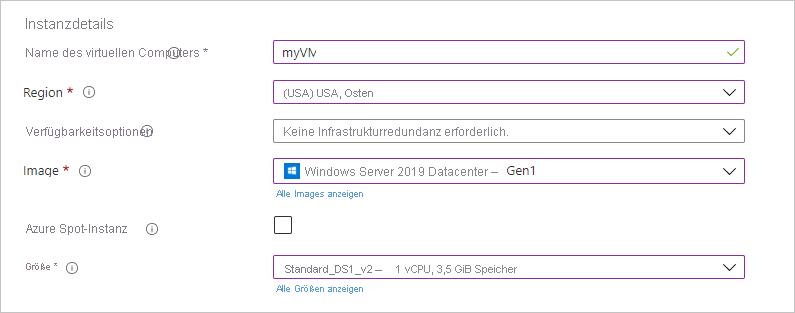 Instanzdetails
Name des virtuellen Computers * myVM
Region * (USA) USA, Osten
Verfügbarkeitsoptionen Keine Infrastrukturredundanz erforderlich.
Image * Windows Server 2019 Datacenter – Gen1
Alle Images anzeigen
Azure Spot-Instanz
Größe * Standard_DS1_v2 – 1 vCPU, 3,5 GiB Speicher
Alle Größen anzeigen